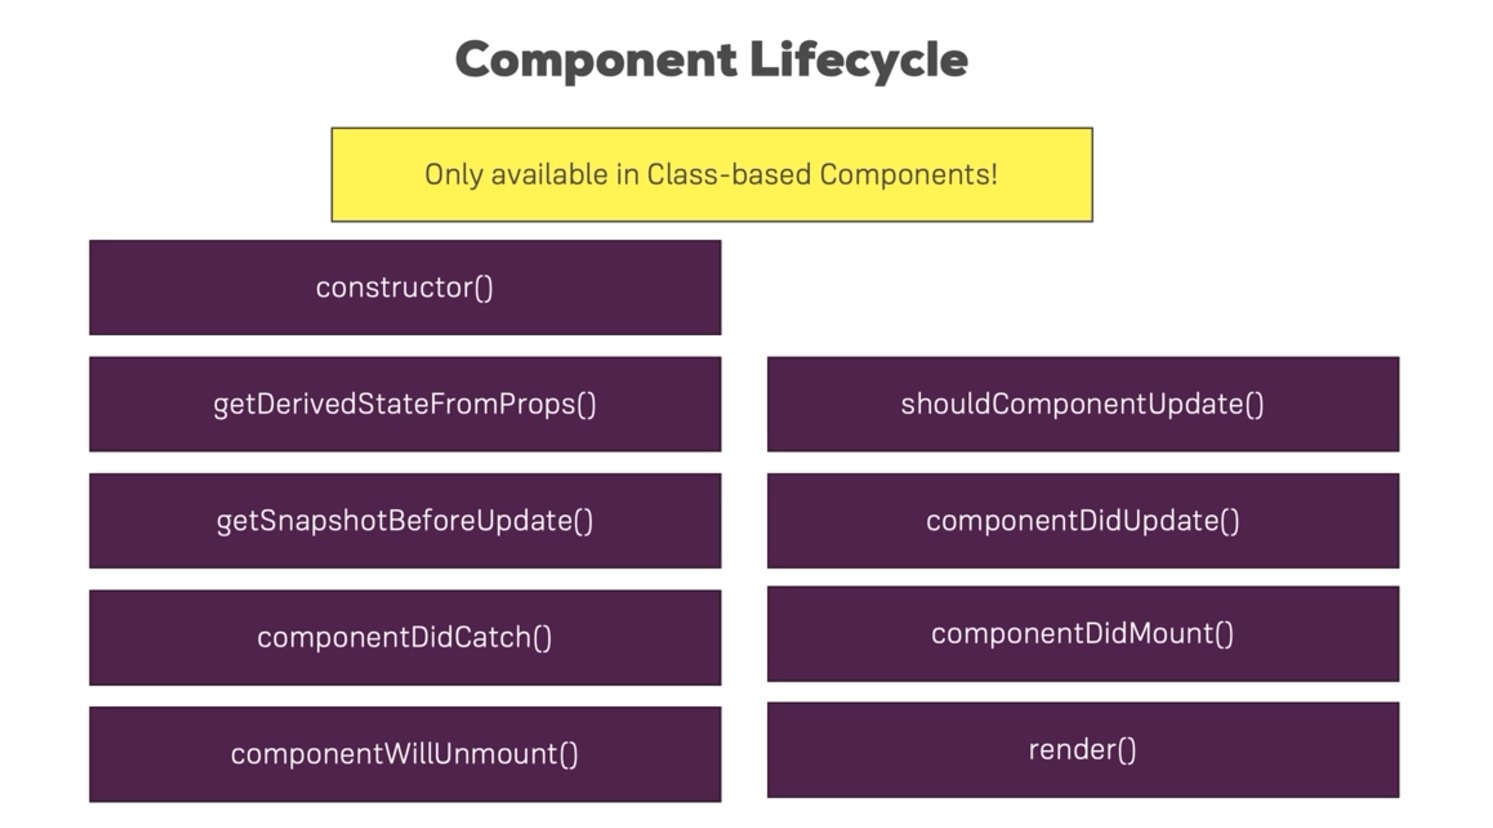 Component Lifecycle
Only available in Class-based Components!
constructor()
getDerivedStateFromProps()
shouldComponentUpdate()
getSnapshotBeforeUpdate()
componentDidUpdate()
componentDidCatch()
componentDidMount()
componentWillUnmount()
render()